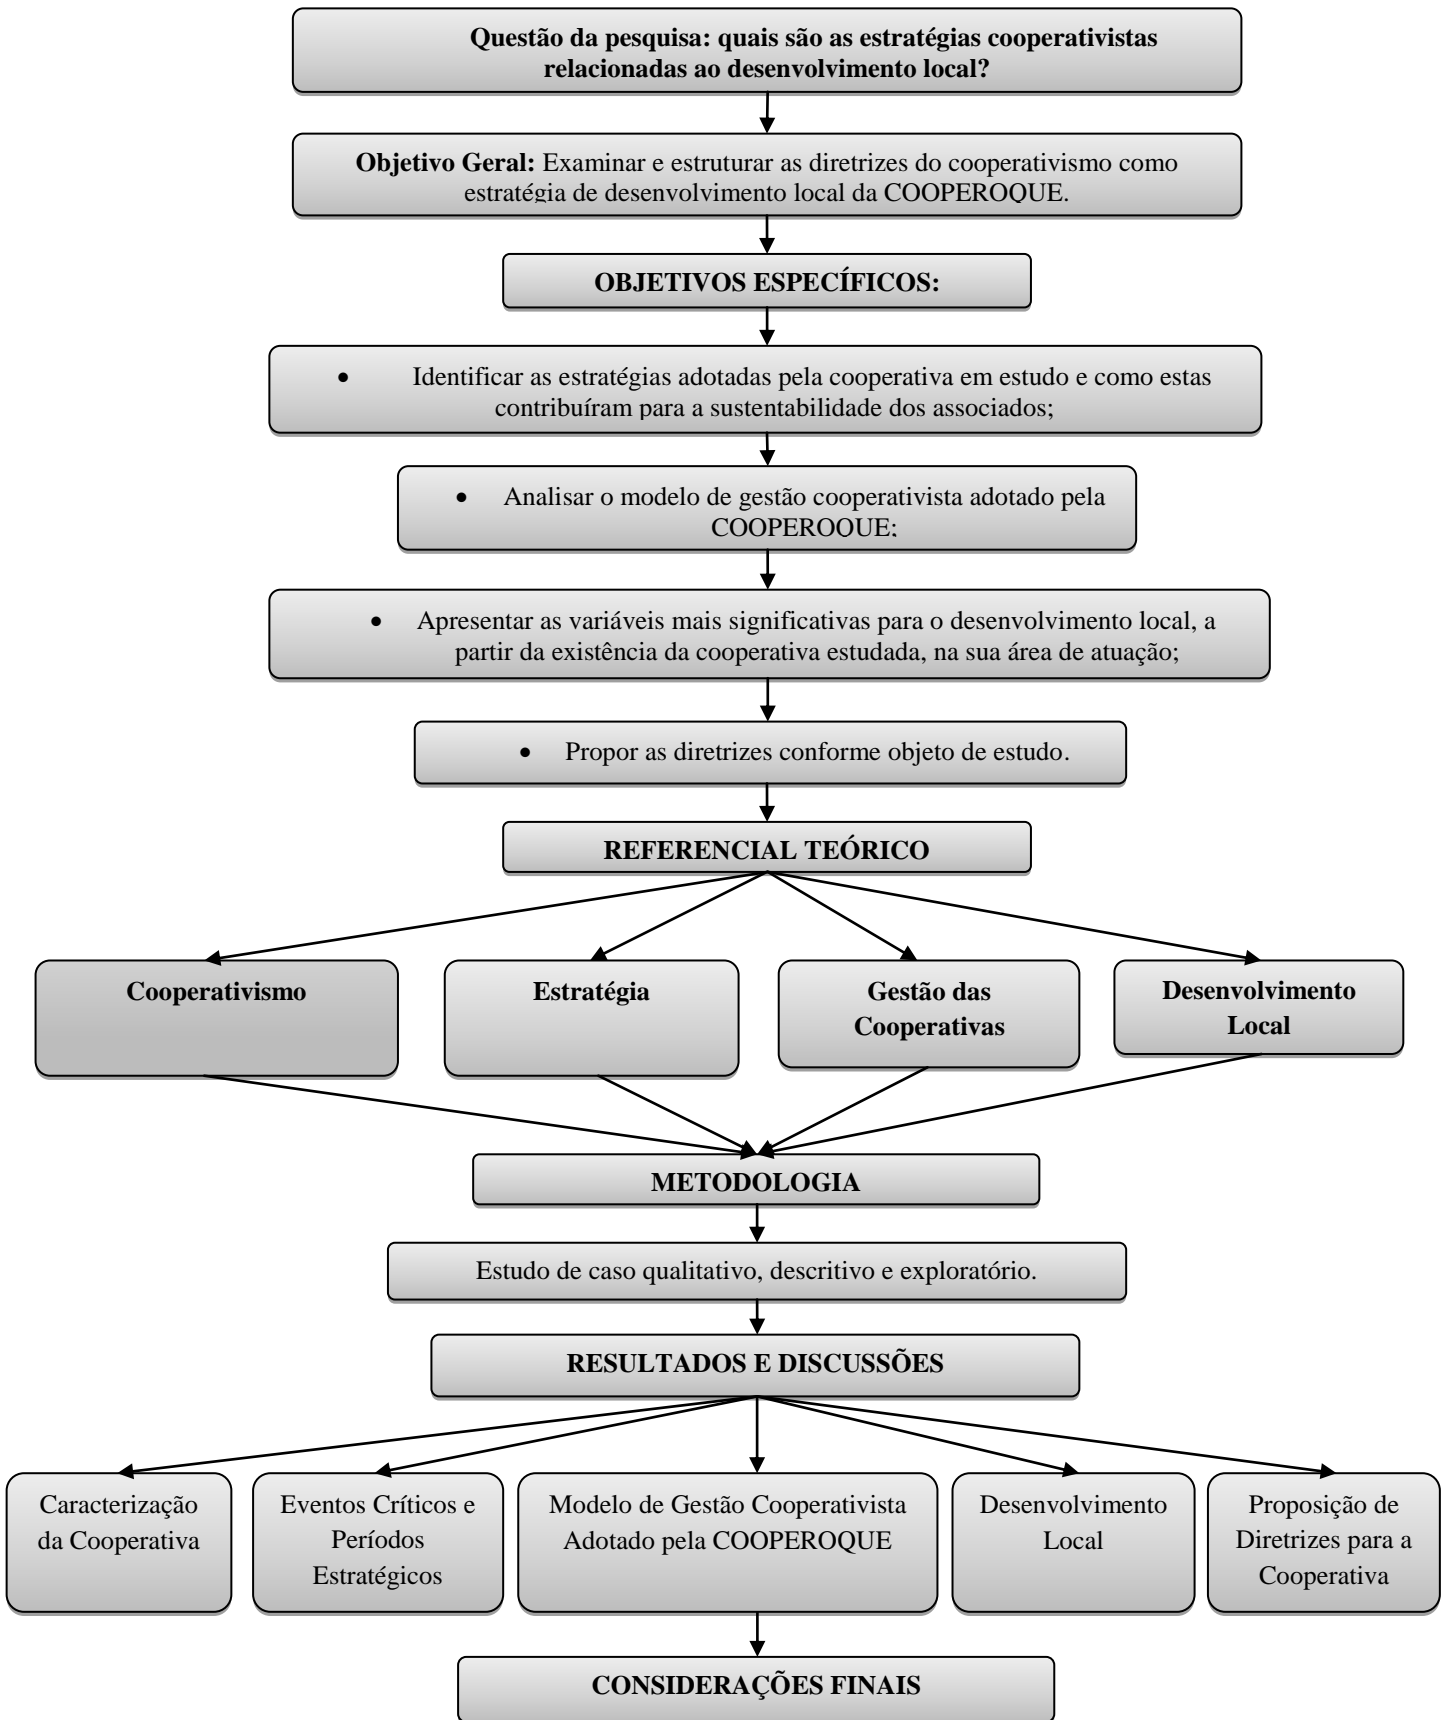 Questão da pesquisa: quais são as estratégias cooperativistas
relacionadas ao desenvolvimento local?
Objetivo Geral: Examinar e estruturar as diretrizes do cooperativismo como
estratégia de desenvolvimento local da COOPEROQUE.
OBJETIVOS ESPECÍFICOS:
• Identificar as estratégias adotadas pela cooperativa em estudo e como estas
contribuíram para a sustentabilidade dos associados;
• Analisar o modelo de gestão cooperativista adotado pela
COOPEROQUE;
• Apresentar as variáveis mais significativas para o desenvolvimento local, a
partir da existência da cooperativa estudada, na sua área de atuação;
• Propor as diretrizes conforme objeto de estudo.
REFERENCIAL TEÓRICO
Cooperativismo
Estratégia
Gestão das
Cooperativas
Desenvolvimento
Local
METODOLOGIA
Estudo de caso qualitativo, descritivo e exploratório.
RESULTADOS E DISCUSSÕES
Caracterização
da Cooperativa
Eventos Críticos e
Períodos
Estratégicos
Modelo de Gestão Cooperativista
Adotado pela COOPEROQUE
Desenvolvimento
Local
Proposição de
Diretrizes para a
Cooperativa
CONSIDERAÇÕES FINAIS